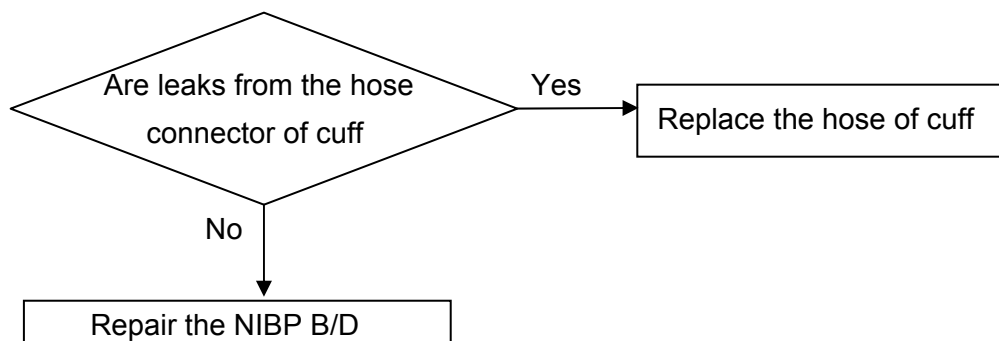 Are leaks from the hose
connector of cuff
Yes
Replace the hose of cuff
No
Repair the NIBP B/D